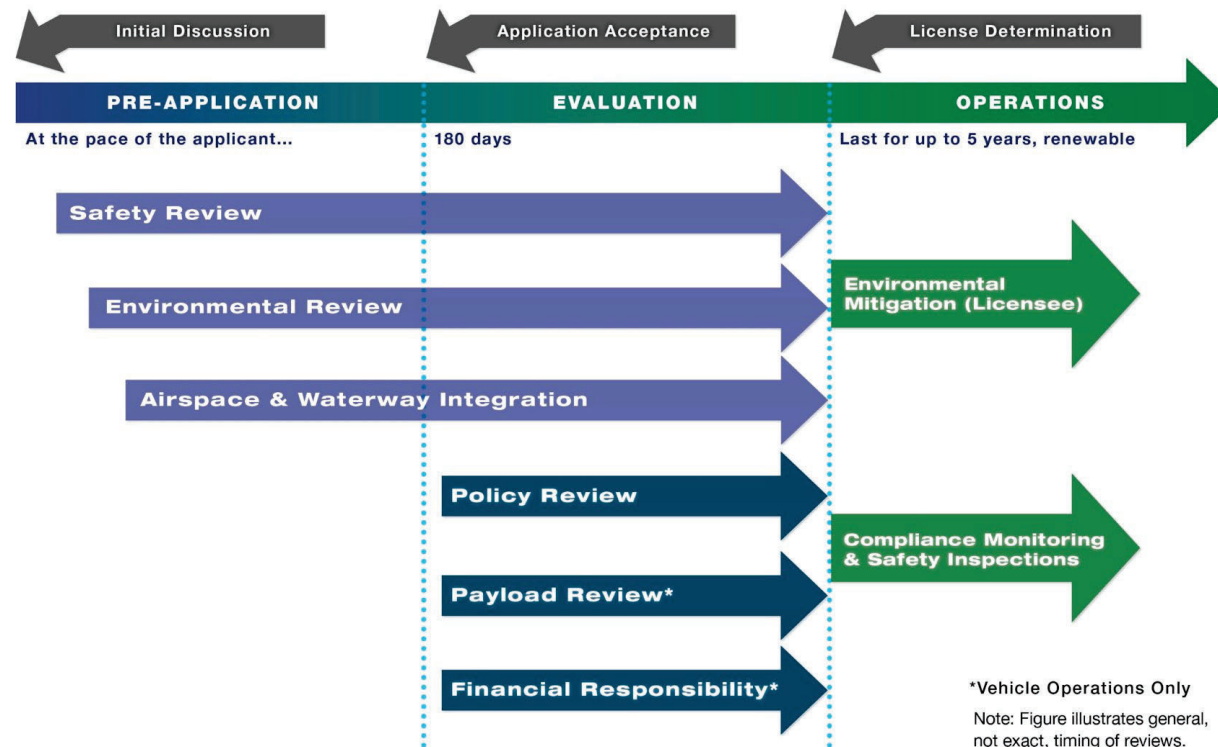 Initial Discussion
Application Acceptance
License Determination
PRE-APPLICATION
EVALUATION
OPERATIONS
At the pace of the applicant...
180 days
Last for up to 5 years, renewable
Safety Review
Environmental Review
Environmental
Mitigation (Licensee)
Airspace & Waterway Integration
Policy Review
Compliance Monitoring
& Safety Inspections
Payload Review*
Financial Responsibility*
*Vehicle Operations Only
Note: Figure illustrates general,
not exact, timing of reviews.